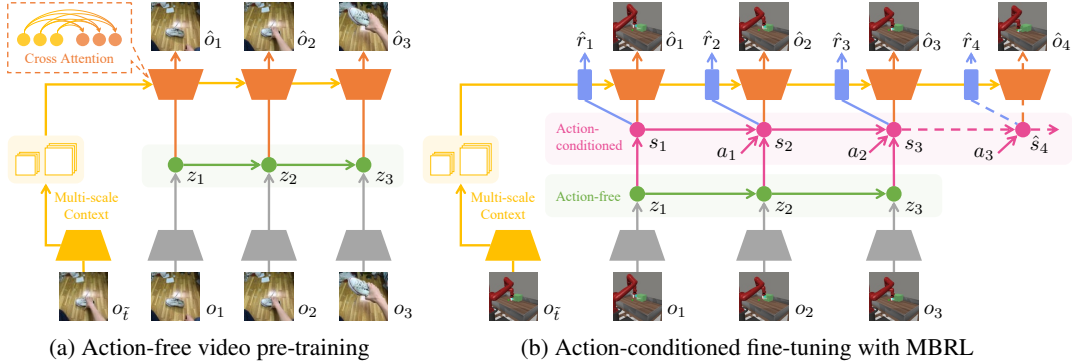 ô₁ ô₂ ô₃
Cross Attention
z₁ z₂ z₃
Multi-scale
Context
o_t̃ o₁ o₂ o₃
(a) Action-free video pre-training
r̂₁ ô₁ r̂₂ ô₂ r̂₃ ô₃ r̂₄ ô₄
Action-
conditioned
s₁ a₁ s₂ a₂ s₃ a₃ ŝ₄
Action-free
z₁ z₂ z₃
Multi-scale
Context
o_t̃ o₁ o₂ o₃
(b) Action-conditioned fine-tuning with MBRL